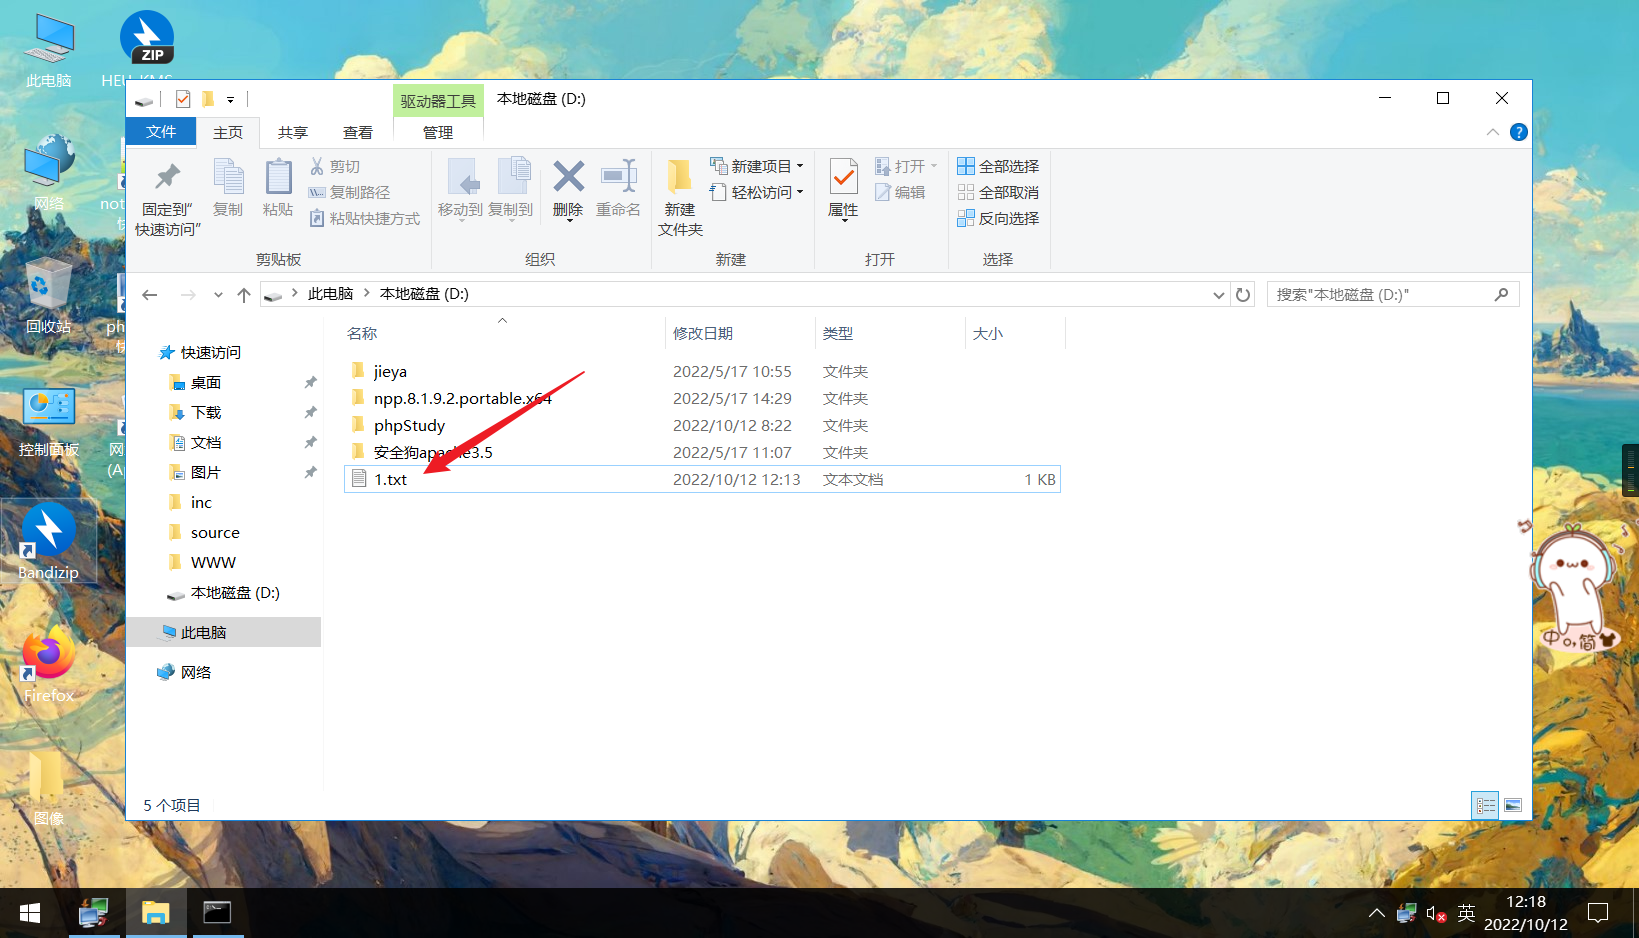 此电脑
ZIP
HEU_KMS
网络
not
快
回收站
ph
快
控制面板
网
(A
Bandizip
Firefox
图像
驱动器工具
本地磁盘 (D:)
文件
主页
共享
查看
管理
固定到"
快速访问"
复制
粘贴
剪切
复制路径
粘贴快捷方式
剪贴板
移动到
复制到
删除
重命名
组织
新建
文件夹
新建项目
轻松访问
新建
属性
打开
编辑
打开
全部选择
全部取消
反向选择
选择
此电脑
本地磁盘 (D:)
搜索"本地磁盘 (D:)"
快速访问
桌面
下载
文档
图片
inc
source
WWW
本地磁盘 (D:)
此电脑
网络
名称
修改日期
类型
大小
jieya
2022/5/17 10:55
文件夹
npp.8.1.9.2.portable.x64
2022/5/17 14:29
文件夹
phpStudy
2022/10/12 8:22
文件夹
安全狗apache3.5
2022/5/17 11:07
文件夹
1.txt
2022/10/12 12:13
文本文档
1 KB
5 个项目
中
简
英
12:18
2022/10/12